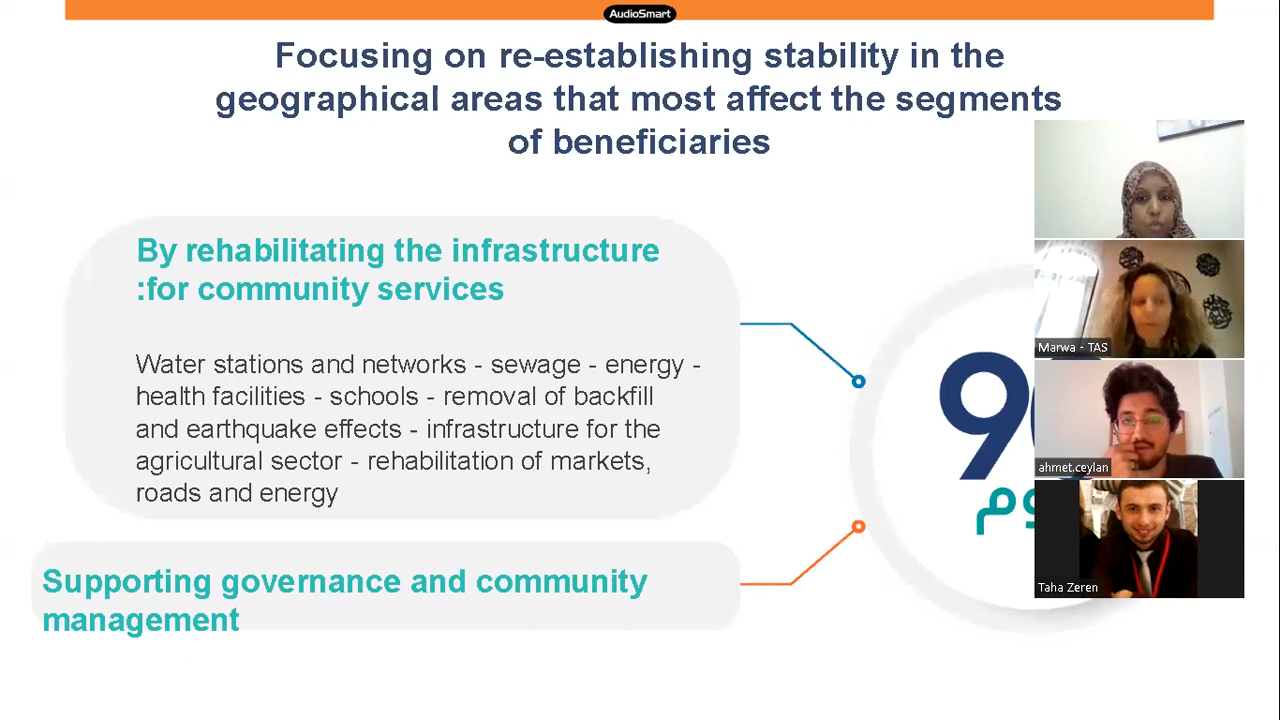 AudioSmart
Focusing on re-establishing stability in the
geographical areas that most affect the segments
of beneficiaries
By rehabilitating the infrastructure
:for community services
Water stations and networks - sewage - energy -
health facilities - schools - removal of backfill
and earthquake effects - infrastructure for the
agricultural sector - rehabilitation of markets,
roads and energy
Supporting governance and community
management
9
Marwa - TAS
ahmet.ceylan
Taha Zeren